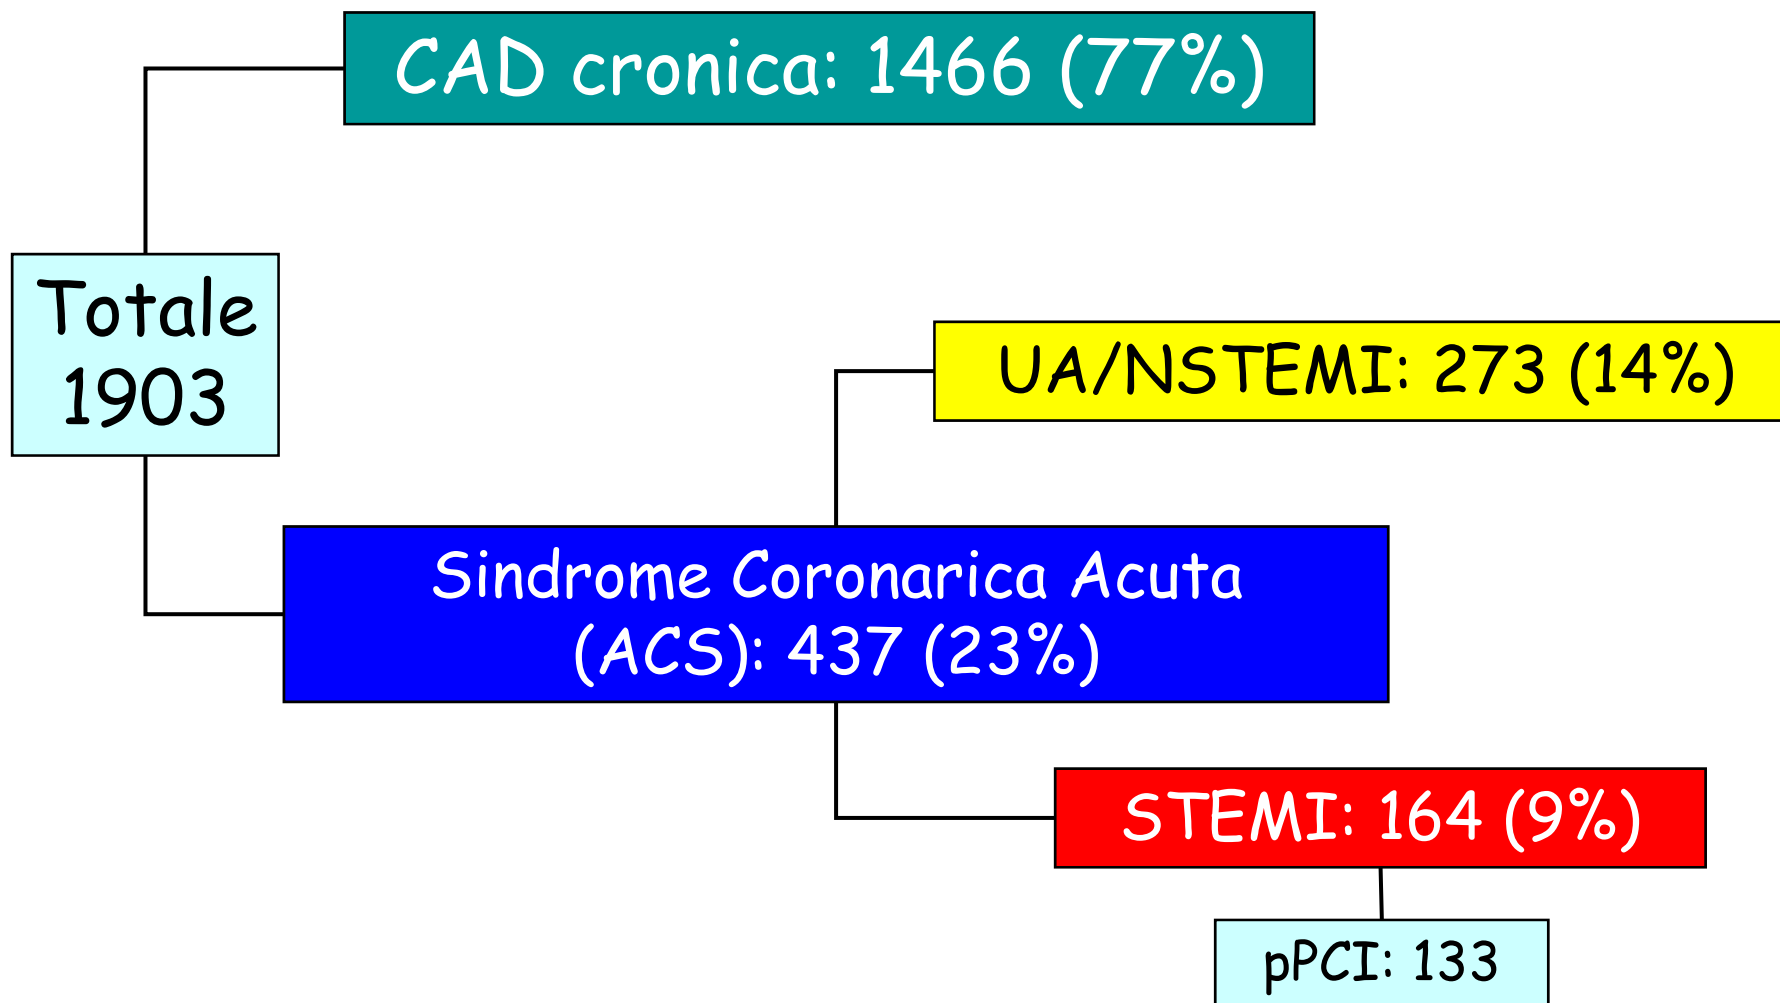 CAD cronica: 1466 (77%)
Totale
1903
UA/NSTEMI: 273 (14%)
Sindrome Coronarica Acuta
(ACS): 437 (23%)
STEMI: 164 (9%)
pPCI: 133